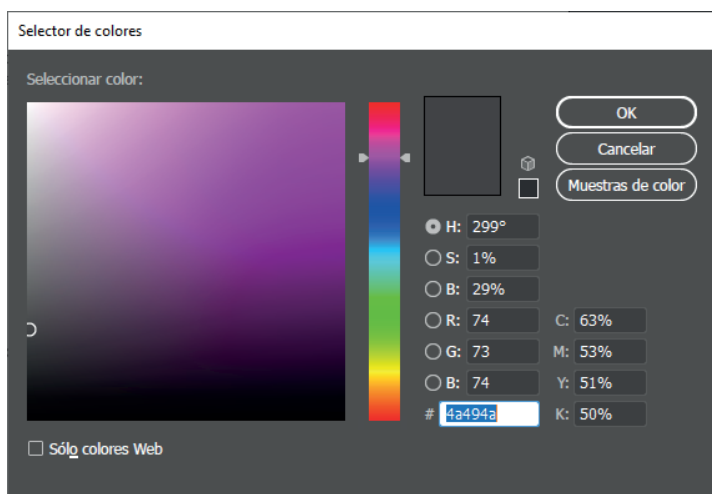 Selector de colores
Seleccionar color:
OK
Cancelar
Muestras de color
H: 299°
S: 1%
B: 29%
R: 74 C: 63%
G: 73 M: 53%
B: 74 Y: 51%
# 4a494a K: 50%
Sólo colores Web